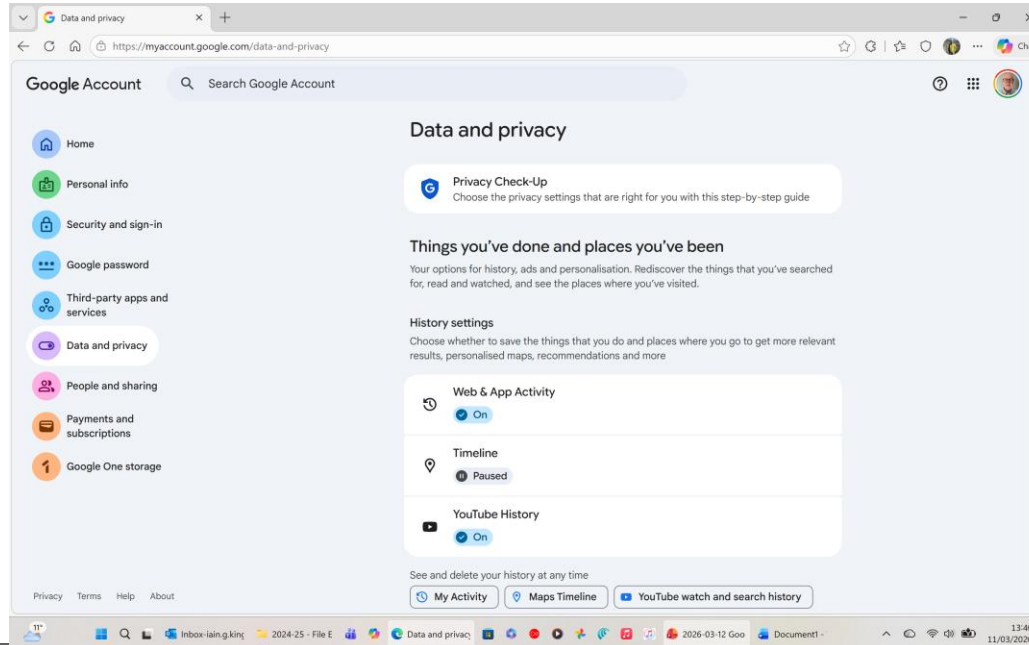 Data and privacy
https://myaccount.google.com/data-and-privacy
Google Account
Search Google Account
Home
Personal info
Security and sign-in
Google password
Third-party apps and
services
Data and privacy
People and sharing
Payments and
subscriptions
Google One storage
Privacy Terms Help About
Data and privacy
Privacy Check-Up
Choose the privacy settings that are right for you with this step-by-step guide
Things you've done and places you've been
Your options for history, ads and personalisation. Rediscover the things that you've searched
for, read and watched, and see the places where you've visited.
History settings
Choose whether to save the things that you do and places where you go to get more relevant
results, personalised maps, recommendations and more
Web & App Activity
On
Timeline
Paused
YouTube History
On
See and delete your history at any time
My Activity
Maps Timeline
YouTube watch and search history
11°
Inbox-iain.g.king
2024-25 - File E
Data and privac
2026-03-12 Goo
Document1 -
13:4
11/03/202